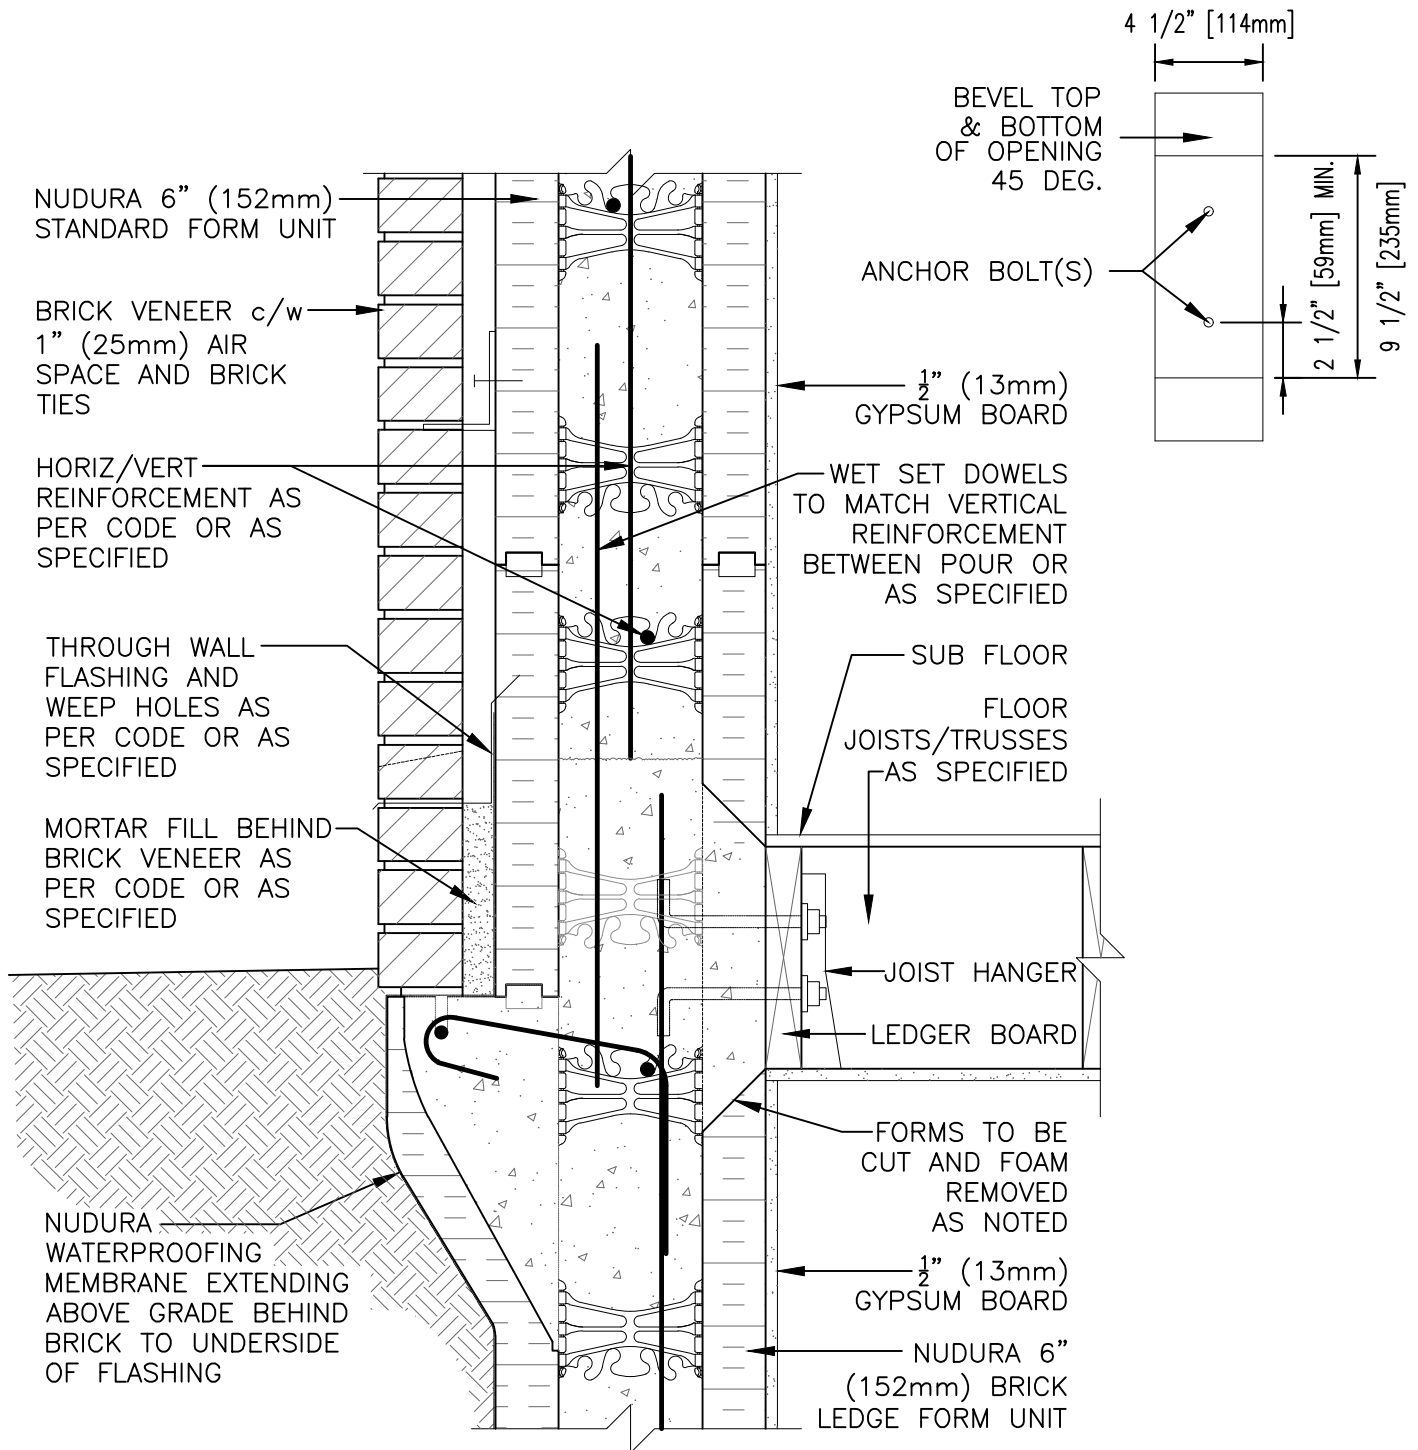 4 1/2” [114mm]
BEVEL TOP
& BOTTOM
OF OPENING
45 DEG.
ANCHOR BOLT(S)
2 1/2” [59mm] MIN.
9 1/2” [235mm]
NUDURA 6” (152mm)
STANDARD FORM UNIT
BRICK VENEER c/w
1” (25mm) AIR
SPACE AND BRICK
TIES
HORIZ/VERT
REINFORCEMENT AS
PER CODE OR AS
SPECIFIED
THROUGH WALL
FLASHING AND
WEEP HOLES AS
PER CODE OR AS
SPECIFIED
MORTAR FILL BEHIND
BRICK VENEER AS
PER CODE OR AS
SPECIFIED
NUDURA
WATERPROOFING
MEMBRANE EXTENDING
ABOVE GRADE BEHIND
BRICK TO UNDERSIDE
OF FLASHING
½” (13mm)
GYPSUM BOARD
WET SET DOWELS
TO MATCH VERTICAL
REINFORCEMENT
BETWEEN POUR OR
AS SPECIFIED
SUB FLOOR
FLOOR
JOISTS/TRUSSES
AS SPECIFIED
JOIST HANGER
LEDGER BOARD
FORMS TO BE
CUT AND FOAM
REMOVED
AS NOTED
½” (13mm)
GYPSUM BOARD
NUDURA 6”
(152mm) BRICK
LEDGE FORM UNIT